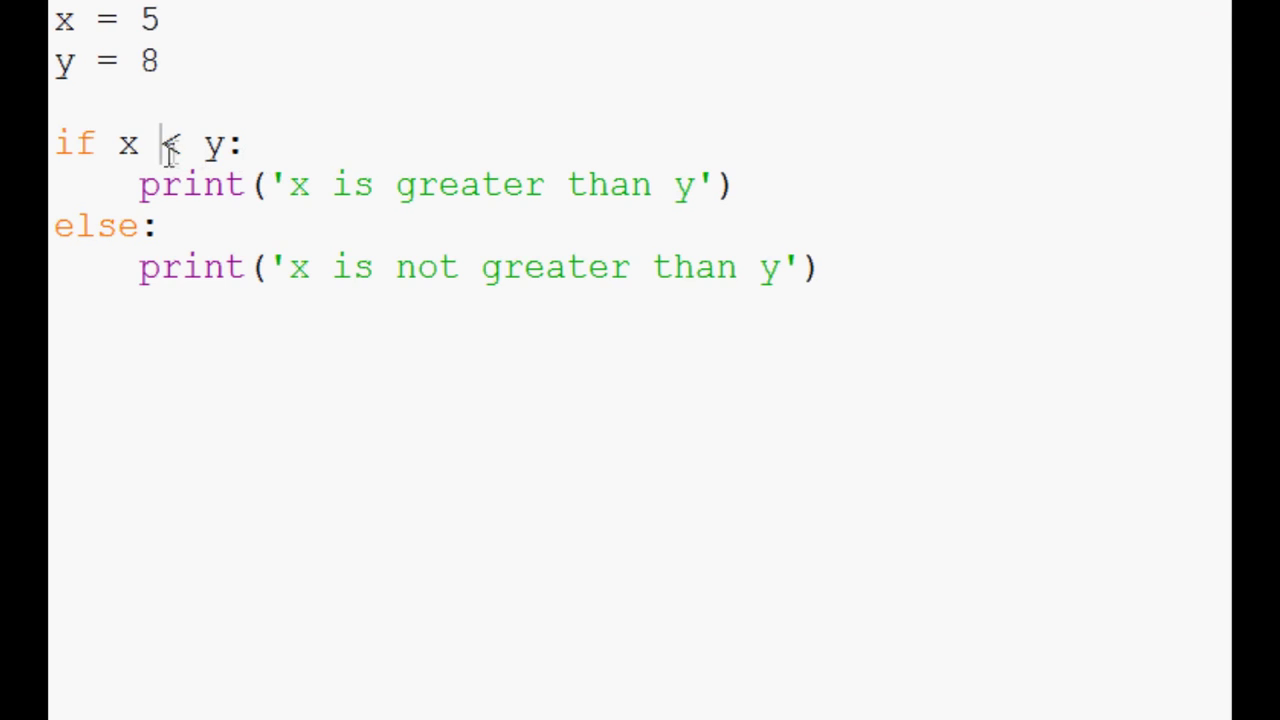 x = 5
y = 8
if x < y:
    print('x is greater than y')
else:
    print('x is not greater than y')